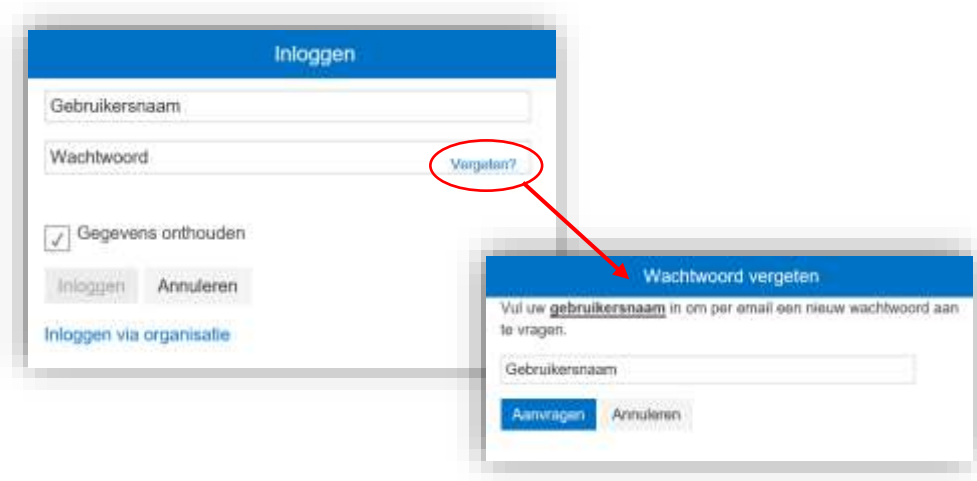 Inloggen
Gebruikersnaam
Wachtwoord
Vergeten?
Gegevens onthouden
Inloggen Annuleren
Inloggen via organisatie
Wachtwoord vergeten
Vul uw gebruikersnaam in om per email een nieuw wachtwoord aan
te vragen.
Gebruikersnaam
Aanvragen Annuleren